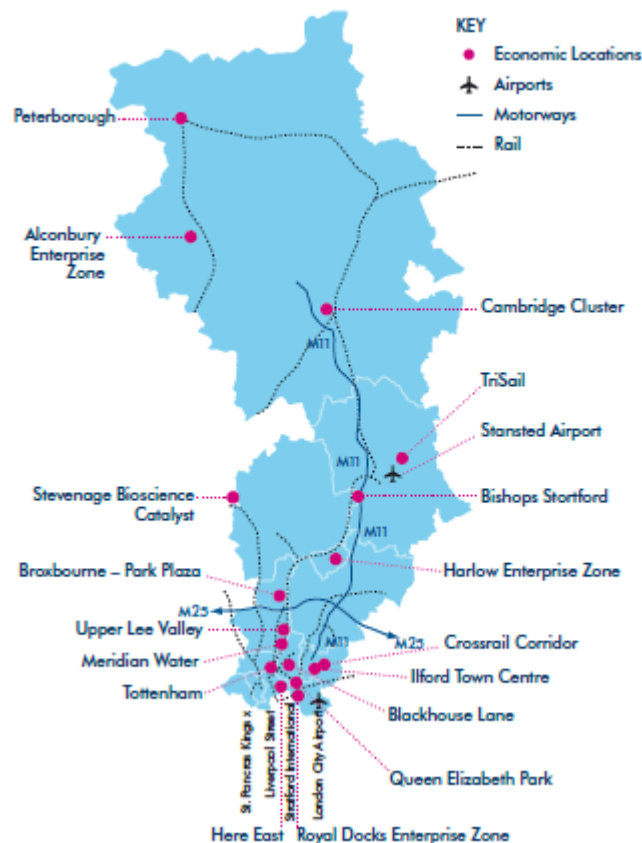 KEY
Economic Locations
Airports
Motorways
Rail
Peterborough
Alconbury
Enterprise
Zone
Cambridge Cluster
M11
TriSail
Stansted Airport
M11
Stevenage Bioscience
Catalyst
Bishops Stortford
M11
Harlow Enterprise Zone
Broxbourne – Park Plaza
M25
Upper Lee Valley
M11
M25
Crossrail Corridor
Meridian Water
Ilford Town Centre
Tottenham
Blackhouse Lane
St. Pancras Kings x
Liverpool Street
Stratford International
London City Airport
Queen Elizabeth Park
Here East
Royal Docks Enterprise Zone